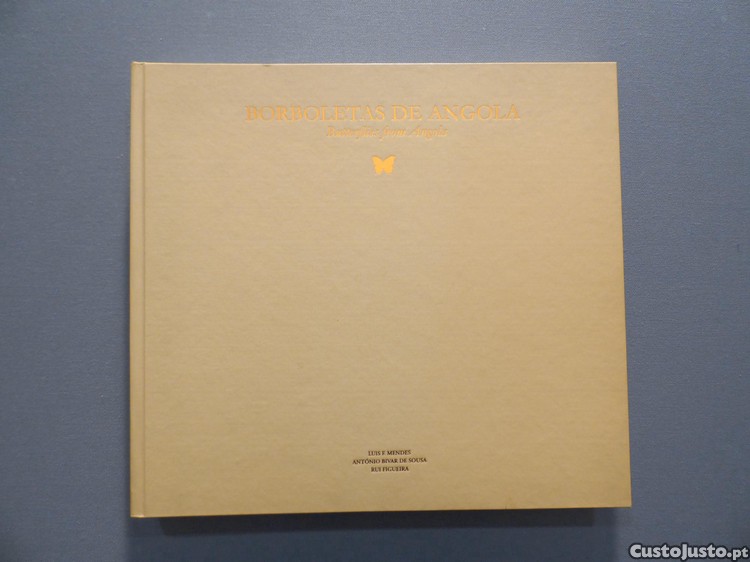 BORBOLETAS DE ANGOLA
Butterflies from Angola
LUIS F. MENDES
ANTÓNIO BIVAR DE SOUSA
RUI FIGUEIRA
CustoJusto.pt